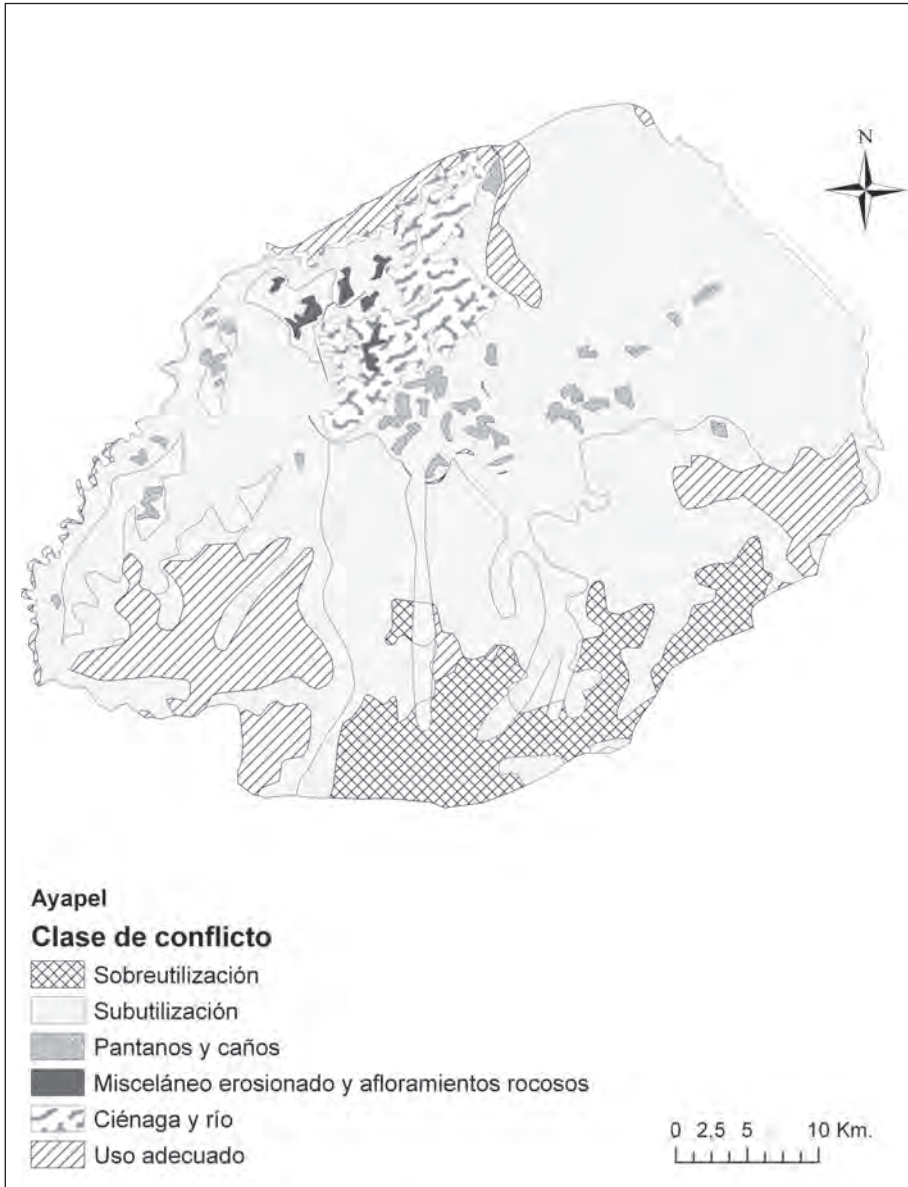 N
Ayapel
Clase de conflicto
Sobreutilización
Subutilización
Pantanos y caños
Misceláneo erosionado y afloramientos rocosos
Ciénaga y río
Uso adecuado
0 2,5 5 10 Km.